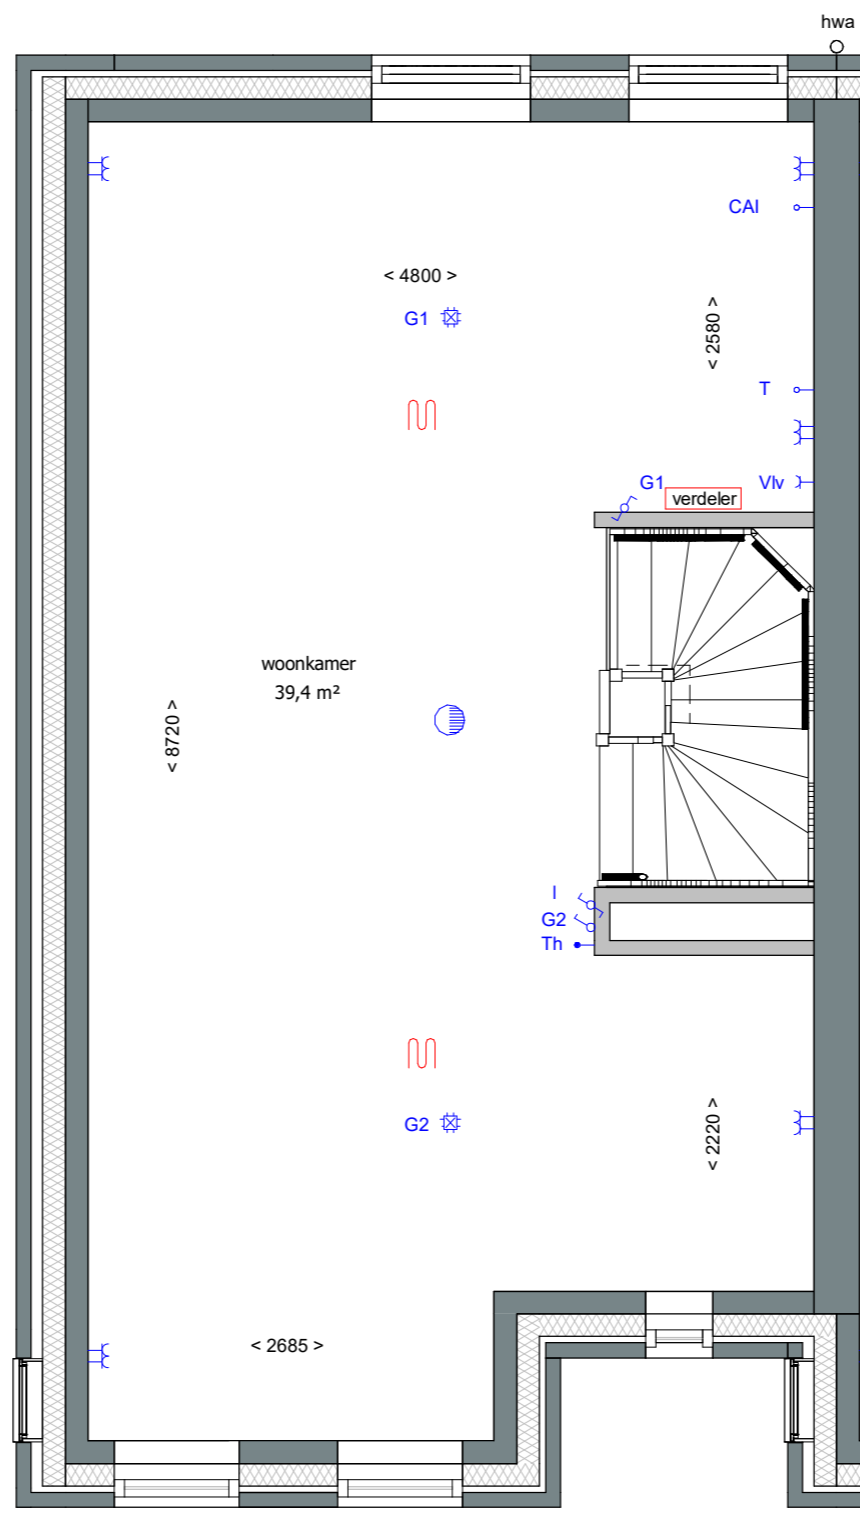 hwa
CAI
< 4800 >
G1
< 2580 >
T
G1
Vlv
verdeler
woonkamer
39,4 m²
< 8720 >
I
G2
Th
G2
< 2220 >
< 2685 >